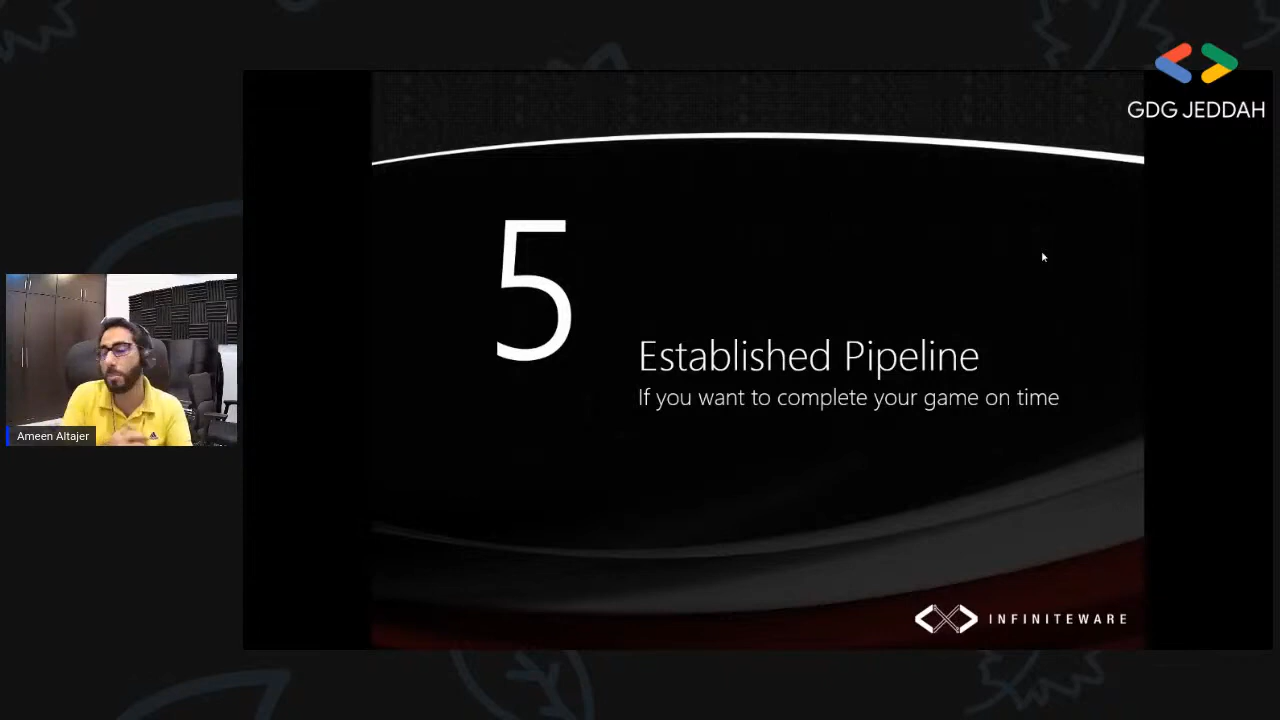 GDG JEDDAH
5
Established Pipeline
If you want to complete your game on time
Ameen Altajer
INFINITEWARE